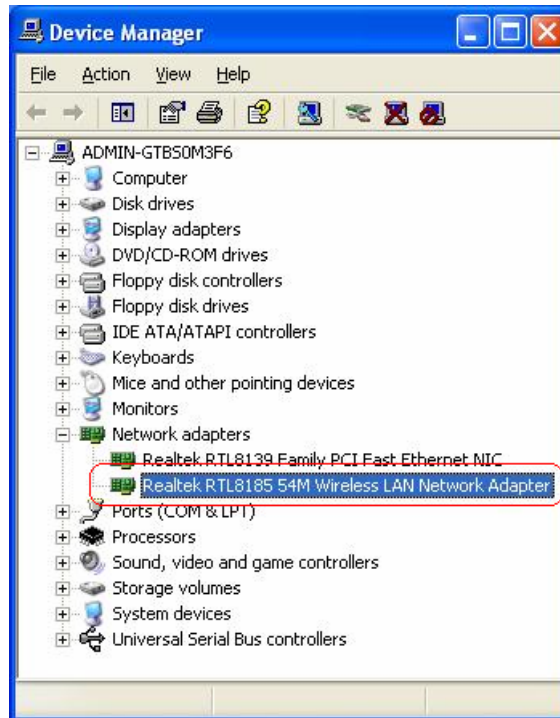 Device Manager
File Action View Help
ADMIN-GTBS0M3F6
Computer
Disk drives
Display adapters
DVD/CD-ROM drives
Floppy disk controllers
Floppy disk drives
IDE ATA/ATAPI controllers
Keyboards
Mice and other pointing devices
Monitors
Network adapters
Realtek RTL8139 Family PCI Fast Ethernet NIC
Realtek RTL8185 54M Wireless LAN Network Adapter
Ports (COM & LPT)
Processors
Sound, video and game controllers
Storage volumes
System devices
Universal Serial Bus controllers